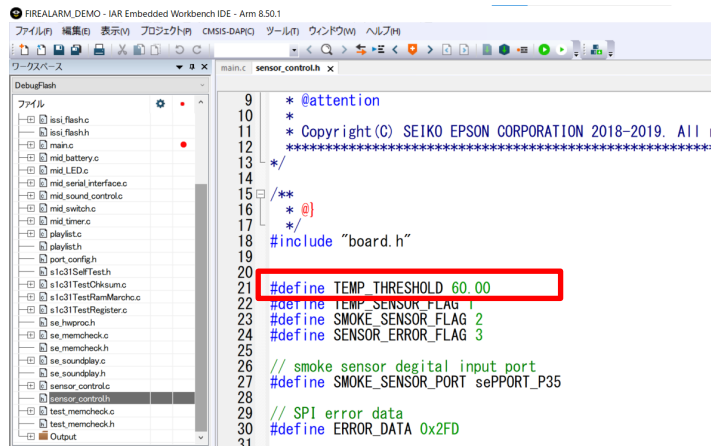 FIREALARM_DEMO - IAR Embedded Workbench IDE - Arm 8.50.1
ファイル(F) 編集(E) 表示(V) プロジェクト(P) CMSIS-DAP(C) ツール(T) ウィンドウ(W) ヘルプ(H)
ワークスペース
DebugFlash
ファイル
issi_flash.c
issi_flash.h
main.c
mid_battery.c
mid_LED.c
mid_serial_interface.c
mid_sound_control.c
mid_switch.c
mid_timer.c
playlist.c
playlist.h
port_config.h
s1c31SelfTest.h
s1c31TestChksum.c
s1c31TestRamMarchc.c
s1c31TestRegister.c
se_hwproc.h
se_memcheck.c
se_memcheck.h
se_soundplay.c
se_soundplay.h
sensor_control.c
sensor_control.h
test_memcheck.c
test_memcheck.h
Output
main.c sensor_control.h x
9 * @attention
10 *
11 * Copyright(C) SEIKO EPSON CORPORATION 2018-2019. All
12 ******************************************************
13 */
14
15 /**
16 * @}
17 */
18 #include "board.h"
19
20
21 #define TEMP_THRESHOLD 60.00
22 #define TEMP_SENSOR_FLAG 1
23 #define SMOKE_SENSOR_FLAG 2
24 #define SENSOR_ERROR_FLAG 3
25
26 // smoke sensor degital input port
27 #define SMOKE_SENSOR_PORT sePPORT_P35
28
29 // SPI error data
30 #define ERROR_DATA 0x2FD
31